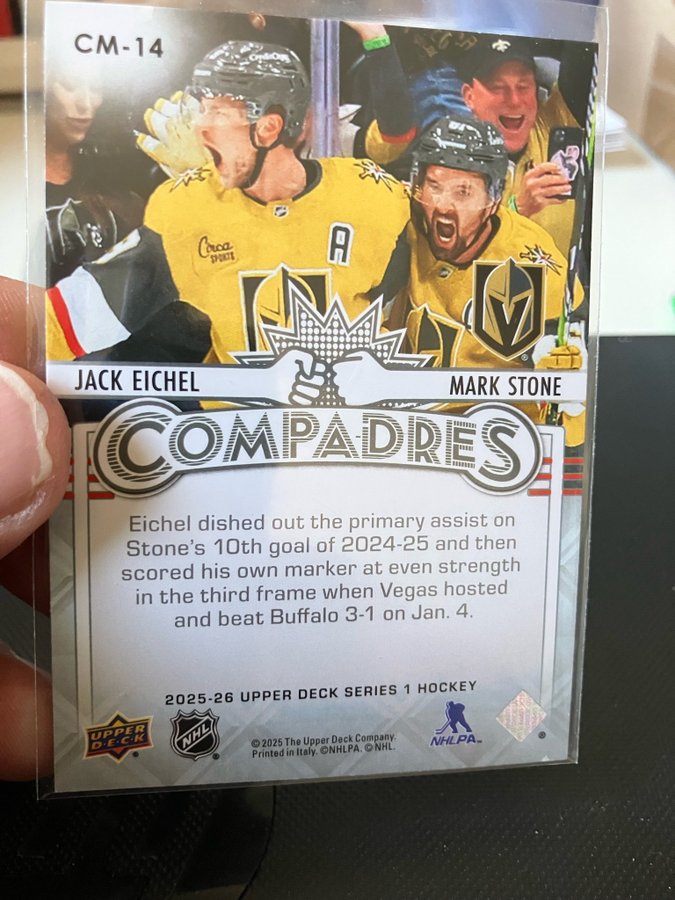 CM-14
Circa
SPORTS
A
JACK EICHEL
MARK STONE
COMPADRES
Eichel dished out the primary assist on
Stone's 10th goal of 2024-25 and then
scored his own marker at even strength
in the third frame when Vegas hosted
and beat Buffalo 3-1 on Jan. 4.
2025-26 UPPER DECK SERIES 1 HOCKEY
UPPER
D·E·C·K
NHL
© 2025 The Upper Deck Company.
Printed in Italy. ©NHLPA. ©NHL.
NHLPA